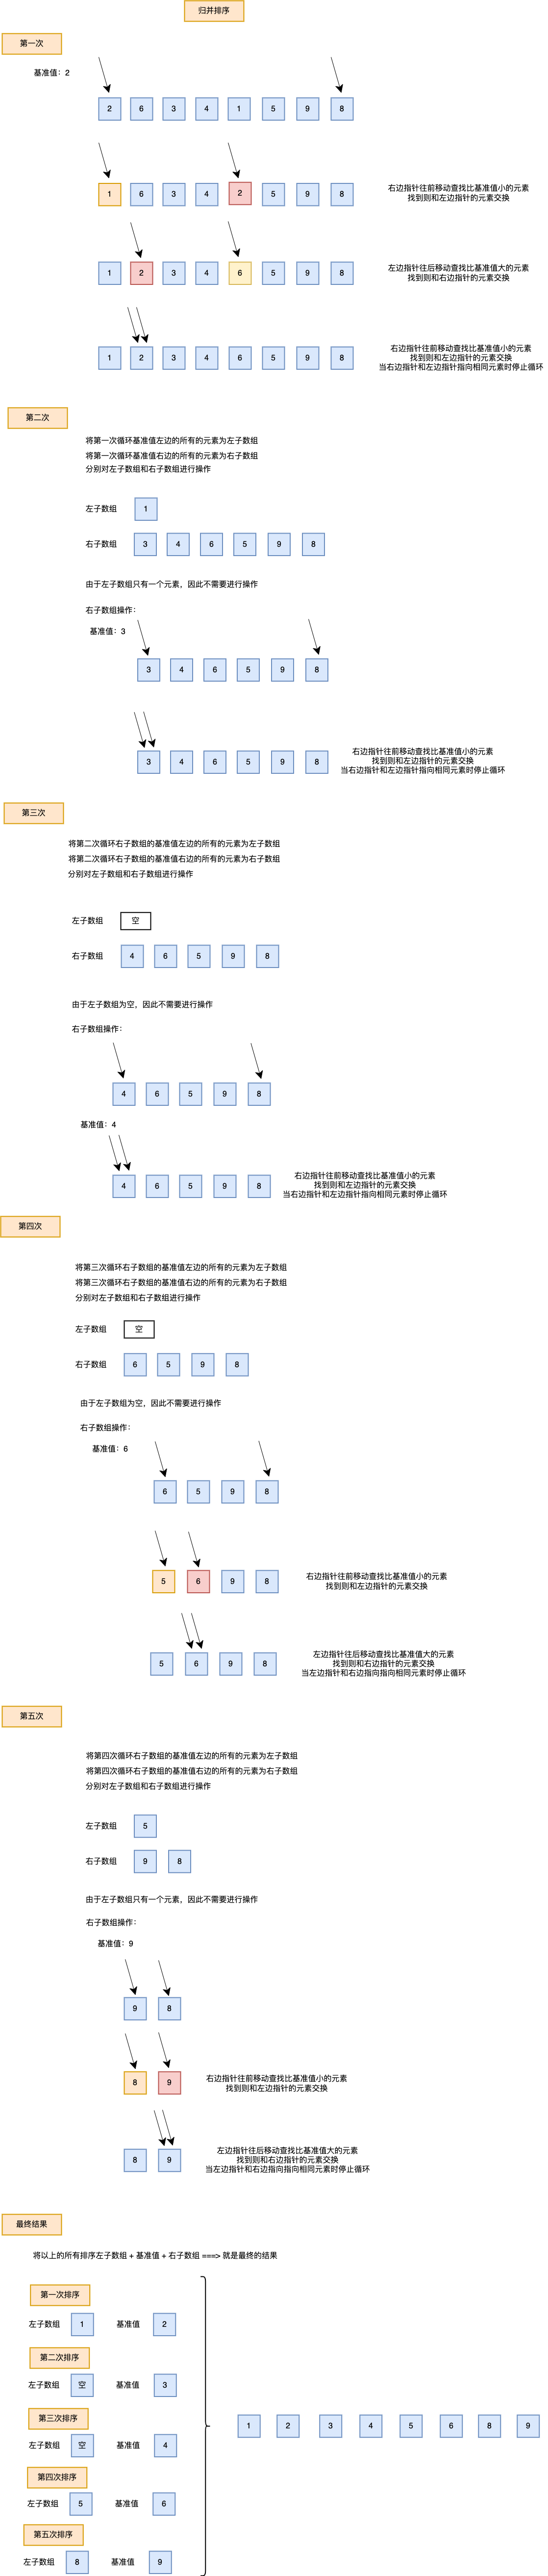 归并排序
第一次
基准值：2
2 6 3 4 1 5 9 8
1 6 3 4 2 5 9 8
右边指针往前移动查找比基准值小的元素
找到则和左边指针的元素交换
1 2 3 4 6 5 9 8
左边指针往后移动查找比基准值大的元素
找到则和右边指针的元素交换
1 2 3 4 6 5 9 8
右边指针往前移动查找比基准值小的元素
找到则和左边指针的元素交换
当右边指针和左边指针指向相同元素时停止循环
第二次
将第一次循环基准值左边的所有的元素为左子数组
将第一次循环基准值右边的所有的元素为右子数组
分别对左子数组和右子数组进行操作
左子数组 1
右子数组 3 4 6 5 9 8
由于左子数组只有一个元素，因此不需要进行操作
右子数组操作：
基准值：3
3 4 6 5 9 8
3 4 6 5 9 8
右边指针往前移动查找比基准值小的元素
找到则和左边指针的元素交换
当右边指针和左边指针指向相同元素时停止循环
第三次
将第二次循环右子数组的基准值左边的所有的元素为左子数组
将第二次循环右子数组的基准值右边的所有的元素为右子数组
分别对左子数组和右子数组进行操作
左子数组 空
右子数组 4 6 5 9 8
由于左子数组为空，因此不需要进行操作
右子数组操作：
4 6 5 9 8
基准值：4
4 6 5 9 8
右边指针往前移动查找比基准值小的元素
找到则和左边指针的元素交换
当右边指针和左边指针指向相同元素时停止循环
第四次
将第三次循环右子数组的基准值左边的所有的元素为左子数组
将第三次循环右子数组的基准值右边的所有的元素为右子数组
分别对左子数组和右子数组进行操作
左子数组 空
右子数组 6 5 9 8
由于左子数组为空，因此不需要进行操作
右子数组操作：
基准值：6
6 5 9 8
5 6 9 8
右边指针往前移动查找比基准值小的元素
找到则和左边指针的元素交换
5 6 9 8
左边指针往后移动查找比基准值大的元素
找到则和右边指针的元素交换
当左边指针和右边指向指向相同元素时停止循环
第五次
将第四次循环右子数组的基准值左边的所有的元素为左子数组
将第四次循环右子数组的基准值右边的所有的元素为右子数组
分别对左子数组和右子数组进行操作
左子数组 5
右子数组 9 8
由于左子数组只有一个元素，因此不需要进行操作
右子数组操作：
基准值：9
9 8
8 9
右边指针往前移动查找比基准值小的元素
找到则和左边指针的元素交换
8 9
左边指针往后移动查找比基准值大的元素
找到则和右边指针的元素交换
当左边指针和右边指向指向相同元素时停止循环
最终结果
将以上的所有排序左子数组 + 基准值 + 右子数组 ===> 就是最终的结果
第一次排序
左子数组 1 基准值 2
第二次排序
左子数组 空 基准值 3
第三次排序
左子数组 空 基准值 4
第四次排序
左子数组 5 基准值 6
第五次排序
左子数组 8 基准值 9
1 2 3 4 5 6 8 9